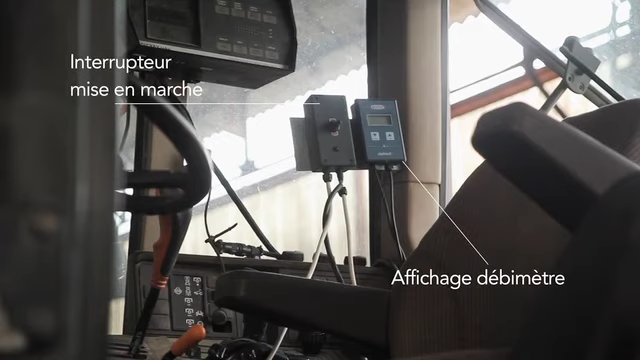 Interrupteur
mise en marche
Affichage débimètre